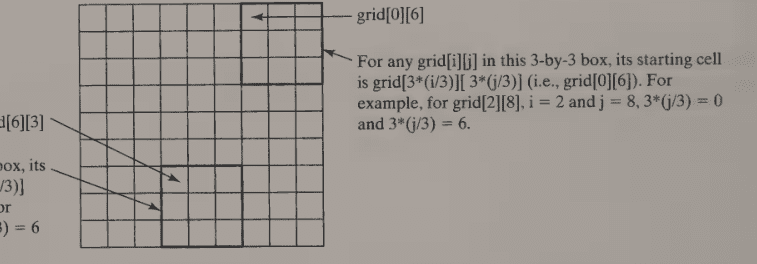 grid[0][6]
For any grid[i][j] in this 3-by-3 box, its starting cell
is grid[3*(i/3)][ 3*(j/3)] (i.e., grid[0][6]). For
example, for grid[2][8], i = 2 and j = 8, 3*(j/3) = 0
and 3*(j/3) = 6.
d[6][3]
box, its
/3)]
or
3) = 6